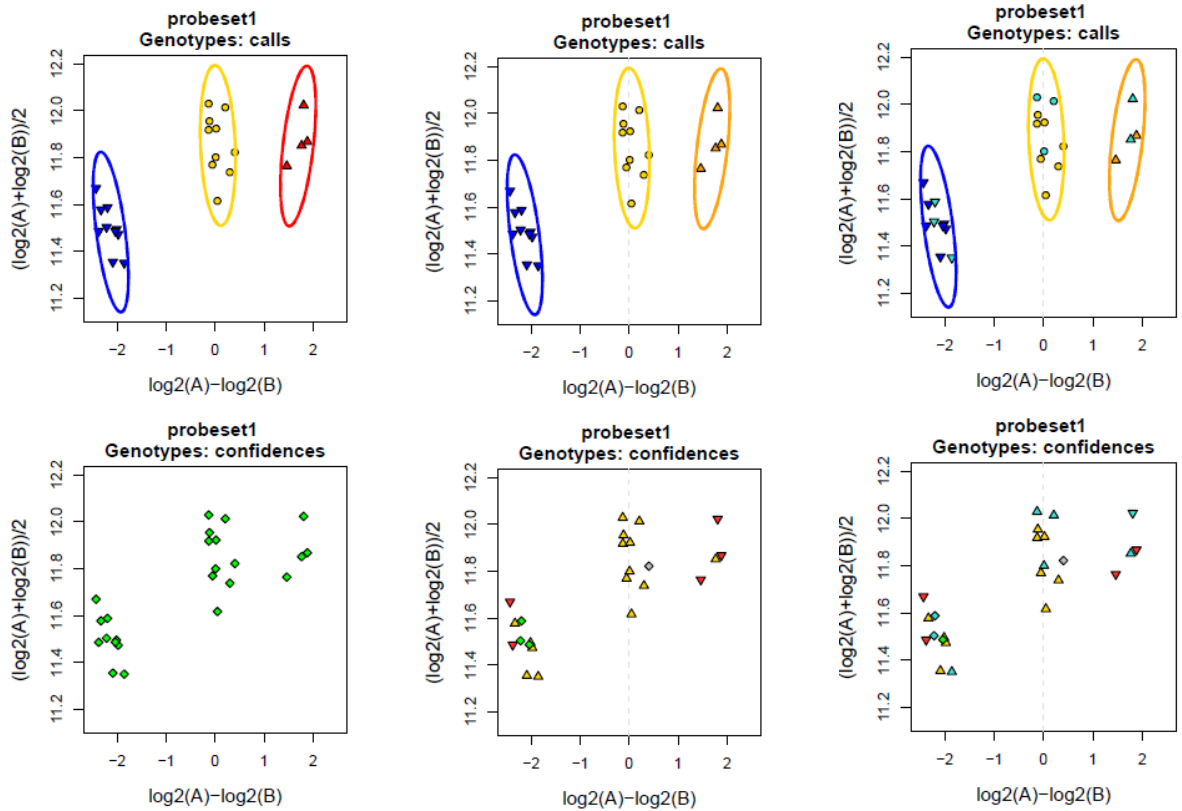 probeset1
Genotypes: calls
(log2(A)+log2(B))/2
12.2
12.0
11.8
11.6
11.4
11.2
−2 −1 0 1 2
log2(A)−log2(B)
probeset1
Genotypes: calls
(log2(A)+log2(B))/2
12.2
12.0
11.8
11.6
11.4
11.2
−2 −1 0 1 2
log2(A)−log2(B)
probeset1
Genotypes: calls
(log2(A)+log2(B))/2
12.2
12.0
11.8
11.6
11.4
11.2
−2 −1 0 1 2
log2(A)−log2(B)
probeset1
Genotypes: confidences
(log2(A)+log2(B))/2
12.2
12.0
11.8
11.6
11.4
11.2
−2 −1 0 1 2
log2(A)−log2(B)
probeset1
Genotypes: confidences
(log2(A)+log2(B))/2
12.2
12.0
11.8
11.6
11.4
11.2
−2 −1 0 1 2
log2(A)−log2(B)
probeset1
Genotypes: confidences
(log2(A)+log2(B))/2
12.2
12.0
11.8
11.6
11.4
11.2
−2 −1 0 1 2
log2(A)−log2(B)